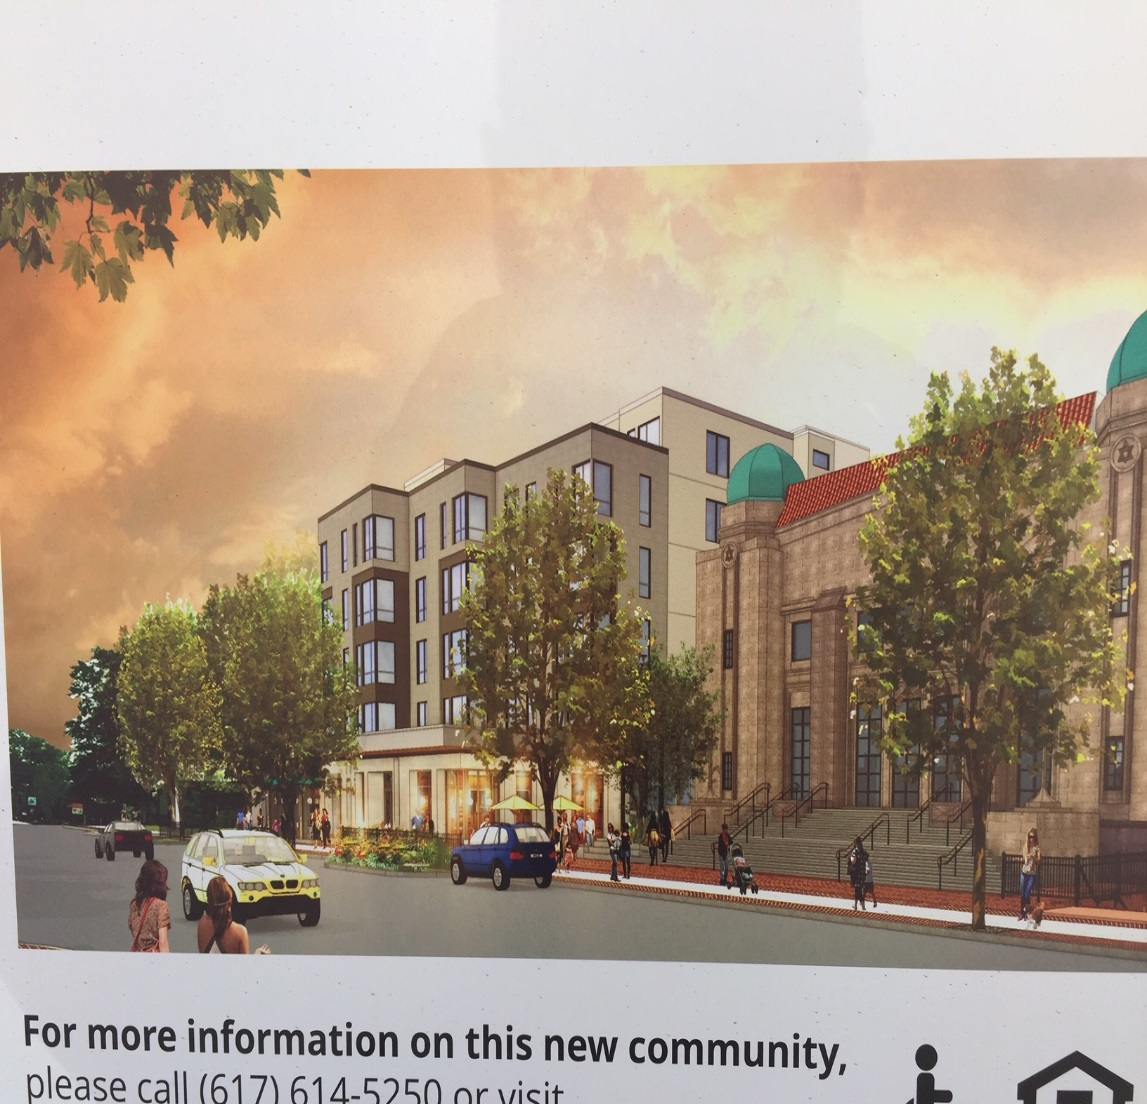 For more information on this new community,
please call (617) 614-5250 or visit